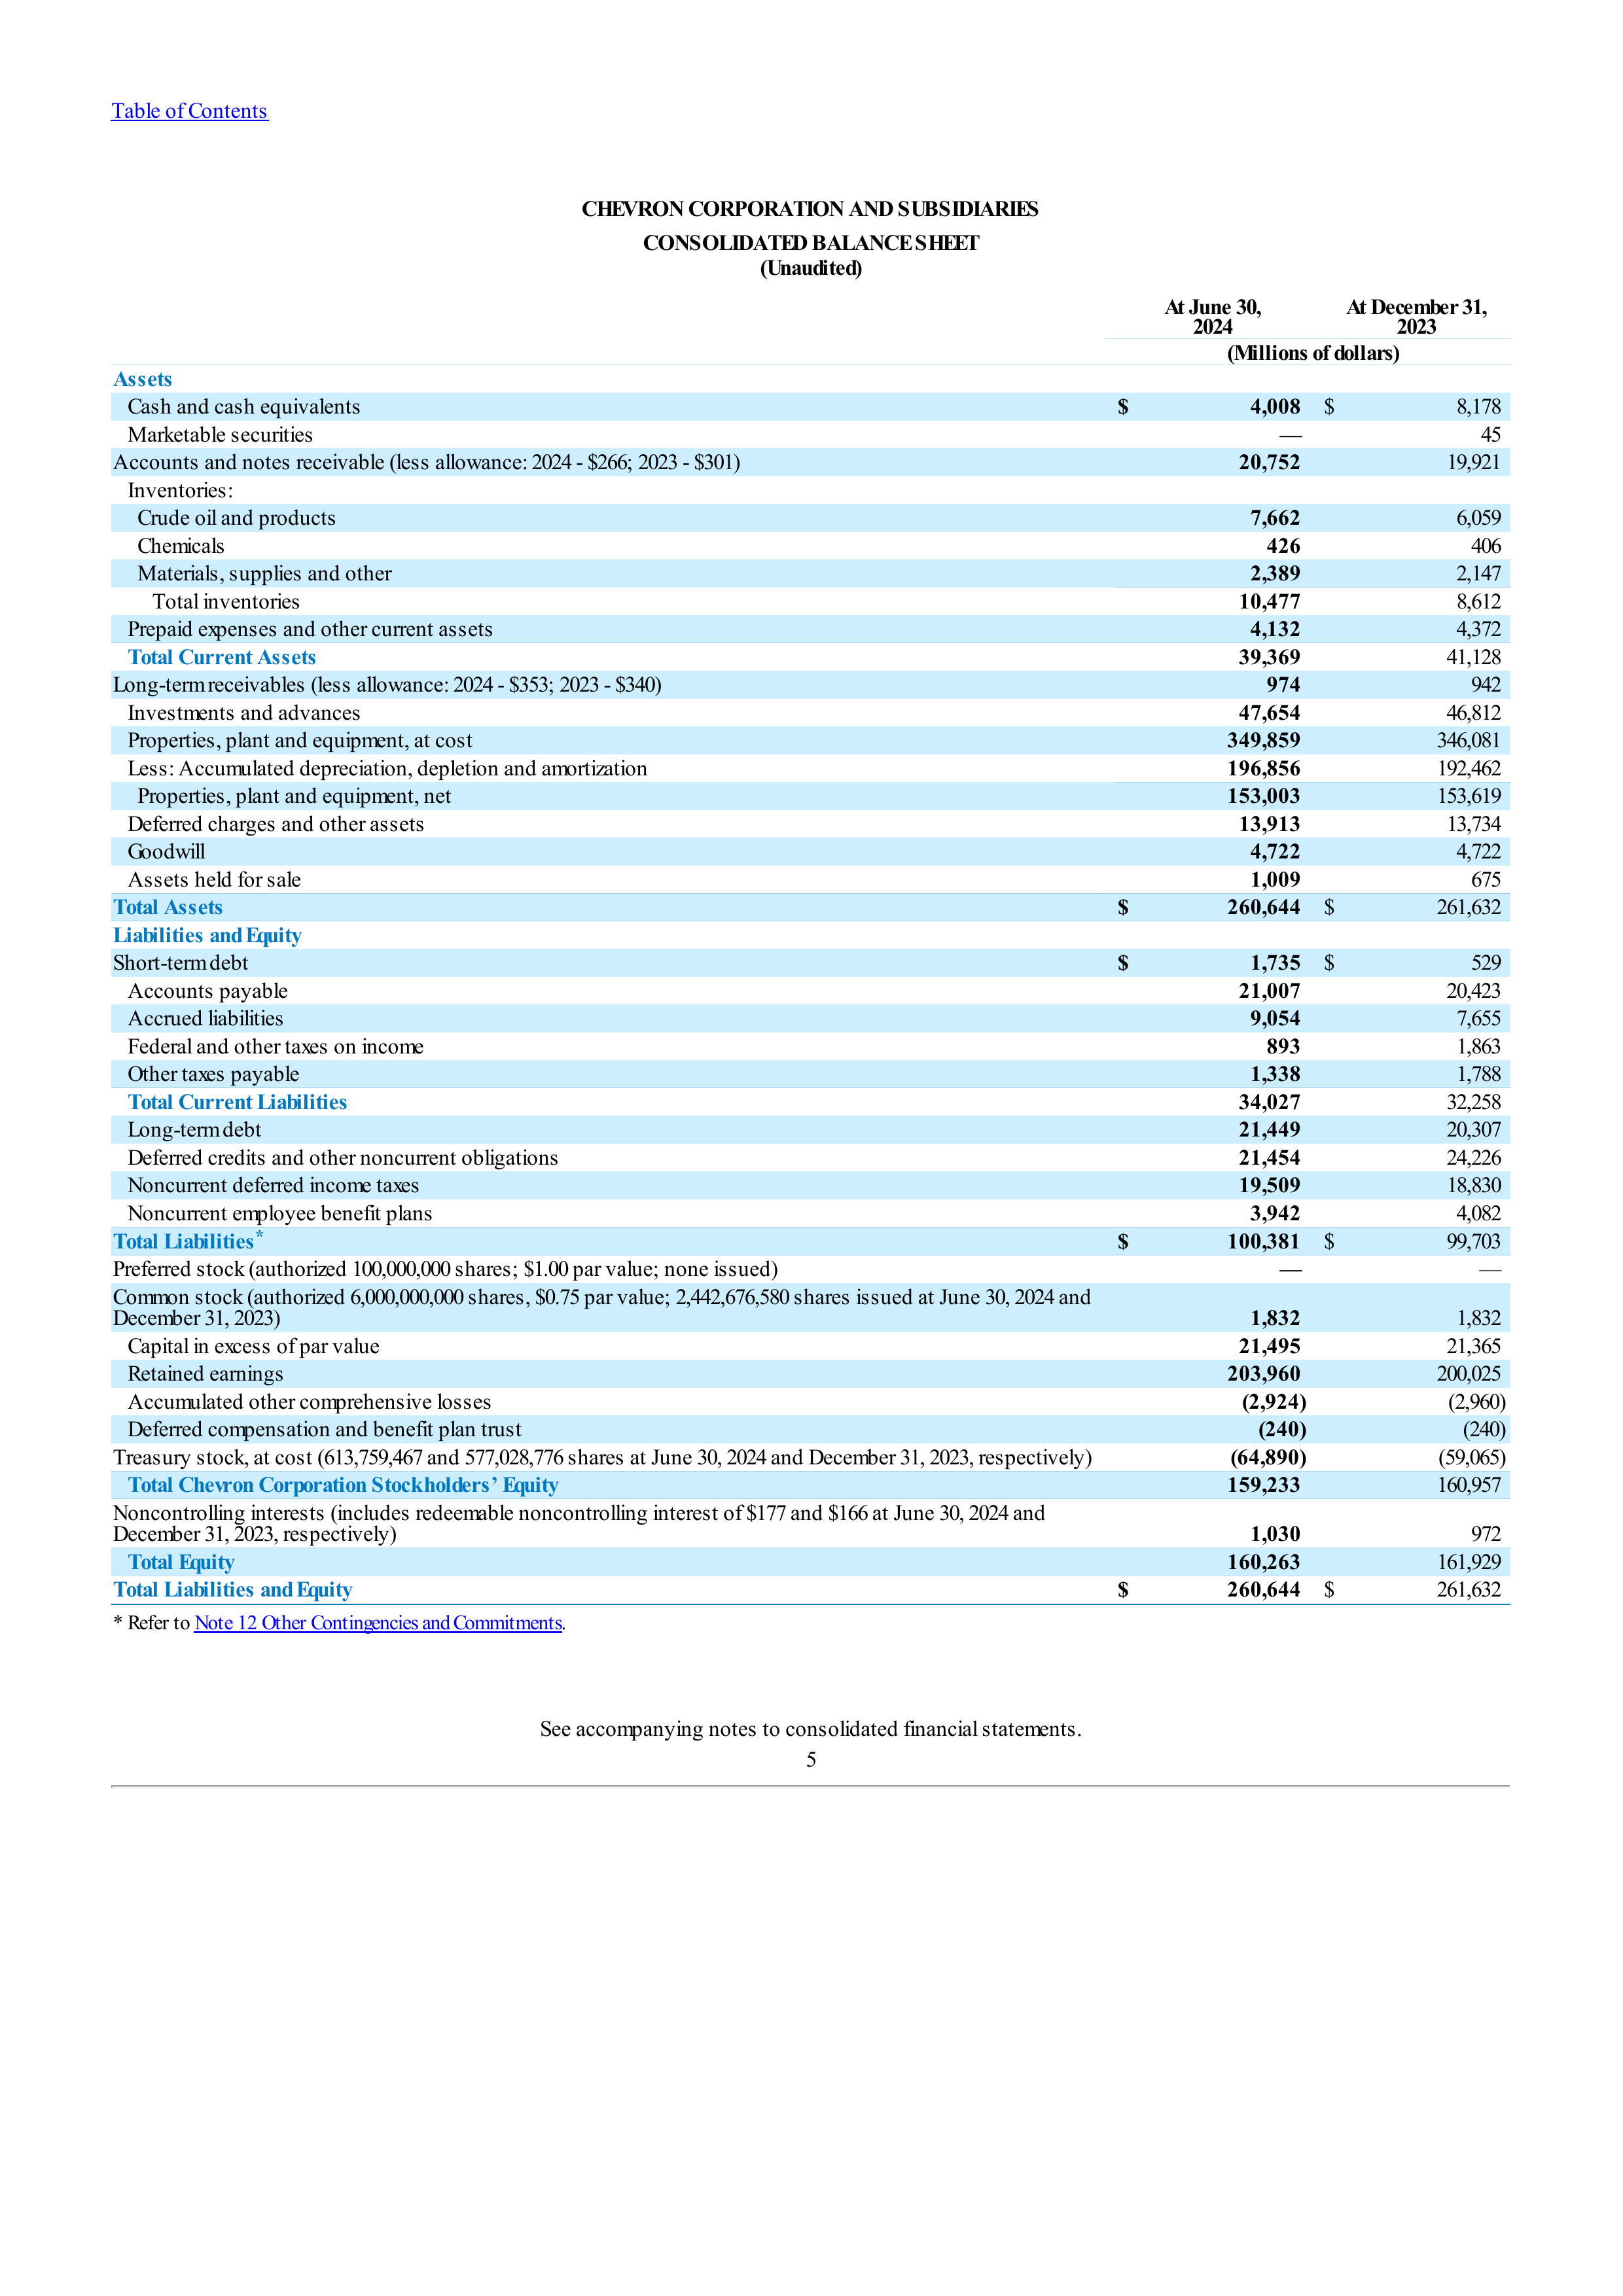 Table of Contents
CHEVRON CORPORATION AND SUBSIDIARIES
CONSOLIDATED BALANCE SHEET
(Unaudited)
At June 30, 2024 At December 31, 2023
(Millions of dollars)
Assets
Cash and cash equivalents $ 4,008 $ 8,178
Marketable securities — 45
Accounts and notes receivable (less allowance: 2024 - $266; 2023 - $301) 20,752 19,921
Inventories:
Crude oil and products 7,662 6,059
Chemicals 426 406
Materials, supplies and other 2,389 2,147
Total inventories 10,477 8,612
Prepaid expenses and other current assets 4,132 4,372
Total Current Assets 39,369 41,128
Long-term receivables (less allowance: 2024 - $353; 2023 - $340) 974 942
Investments and advances 47,654 46,812
Properties, plant and equipment, at cost 349,859 346,081
Less: Accumulated depreciation, depletion and amortization 196,856 192,462
Properties, plant and equipment, net 153,003 153,619
Deferred charges and other assets 13,913 13,734
Goodwill 4,722 4,722
Assets held for sale 1,009 675
Total Assets $ 260,644 $ 261,632
Liabilities and Equity
Short-term debt $ 1,735 $ 529
Accounts payable 21,007 20,423
Accrued liabilities 9,054 7,655
Federal and other taxes on income 893 1,863
Other taxes payable 1,338 1,788
Total Current Liabilities 34,027 32,258
Long-term debt 21,449 20,307
Deferred credits and other noncurrent obligations 21,454 24,226
Noncurrent deferred income taxes 19,509 18,830
Noncurrent employee benefit plans 3,942 4,082
Total Liabilities* $ 100,381 $ 99,703
Preferred stock (authorized 100,000,000 shares; $1.00 par value; none issued) — —
Common stock (authorized 6,000,000,000 shares, $0.75 par value; 2,442,676,580 shares issued at June 30, 2024 and
December 31, 2023) 1,832 1,832
Capital in excess of par value 21,495 21,365
Retained earnings 203,960 200,025
Accumulated other comprehensive losses (2,924) (2,960)
Deferred compensation and benefit plan trust (240) (240)
Treasury stock, at cost (613,759,467 and 577,028,776 shares at June 30, 2024 and December 31, 2023, respectively) (64,890) (59,065)
Total Chevron Corporation Stockholders’ Equity 159,233 160,957
Noncontrolling interests (includes redeemable noncontrolling interest of $177 and $166 at June 30, 2024 and
December 31, 2023, respectively) 1,030 972
Total Equity 160,263 161,929
Total Liabilities and Equity $ 260,644 $ 261,632
* Refer to Note 12 Other Contingencies and Commitments.
See accompanying notes to consolidated financial statements.
5